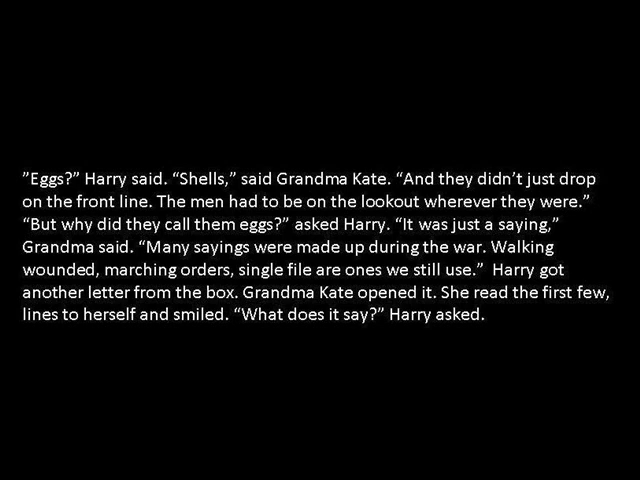 ”Eggs?” Harry said. “Shells,” said Grandma Kate. “And they didn’t just drop
on the front line. The men had to be on the lookout wherever they were.”
“But why did they call them eggs?” asked Harry. “It was just a saying,”
Grandma said. “Many sayings were made up during the war. Walking
wounded, marching orders, single file are ones we still use.”  Harry got
another letter from the box. Grandma Kate opened it. She read the first few,
lines to herself and smiled. “What does it say?” Harry asked.